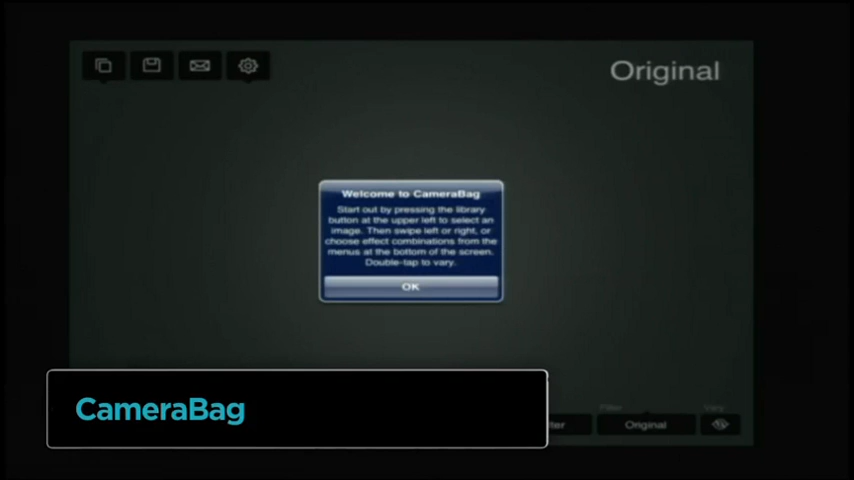 Original
Welcome to CameraBag
Start out by pressing the library
button at the upper left to select an
image. Then swipe left or right, or
choose effect combinations from the
menus at the bottom of the screen.
Double-tap to vary.
OK
CameraBag
Filter
Vary
Original